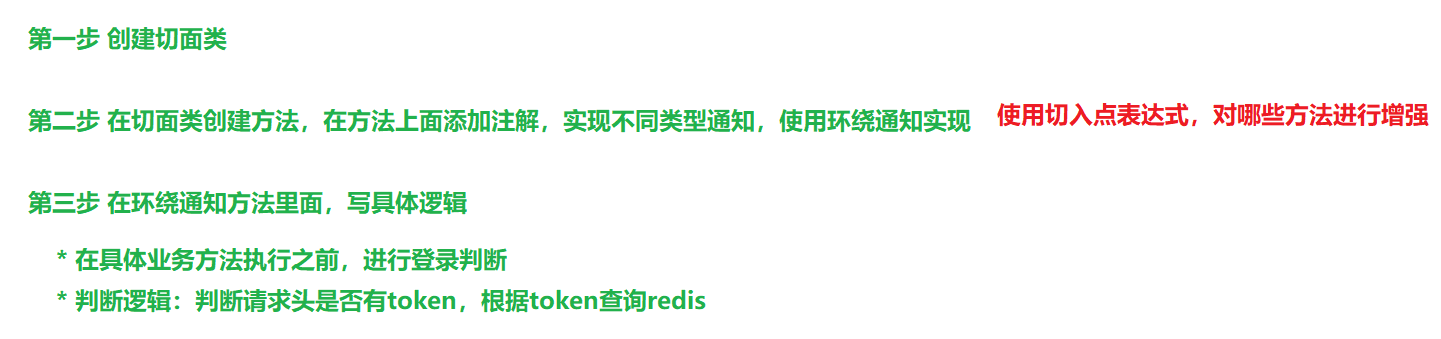 第一步 创建切面类
第二步 在切面类创建方法，在方法上面添加注解，实现不同类型通知，使用环绕通知实现
使用切入点表达式，对哪些方法进行增强
第三步 在环绕通知方法里面，写具体逻辑
* 在具体业务方法执行之前，进行登录判断
* 判断逻辑：判断请求头是否有token，根据token查询redis